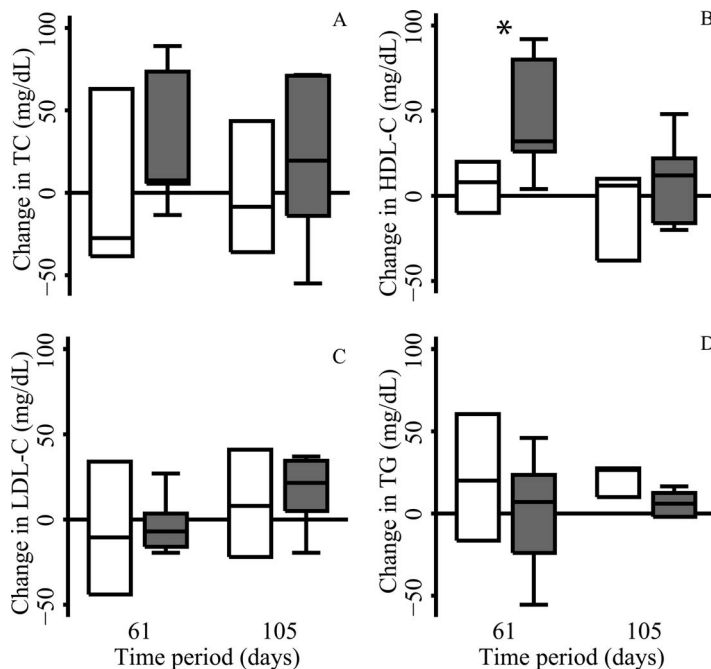 A
Change in TC (mg/dL)
100
50
0
−50
B
Change in HDL-C (mg/dL)
100
50
0
−50
*
C
Change in LDL-C (mg/dL)
100
50
0
−50
61
105
Time period (days)
D
Change in TG (mg/dL)
100
50
0
−50
61
105
Time period (days)